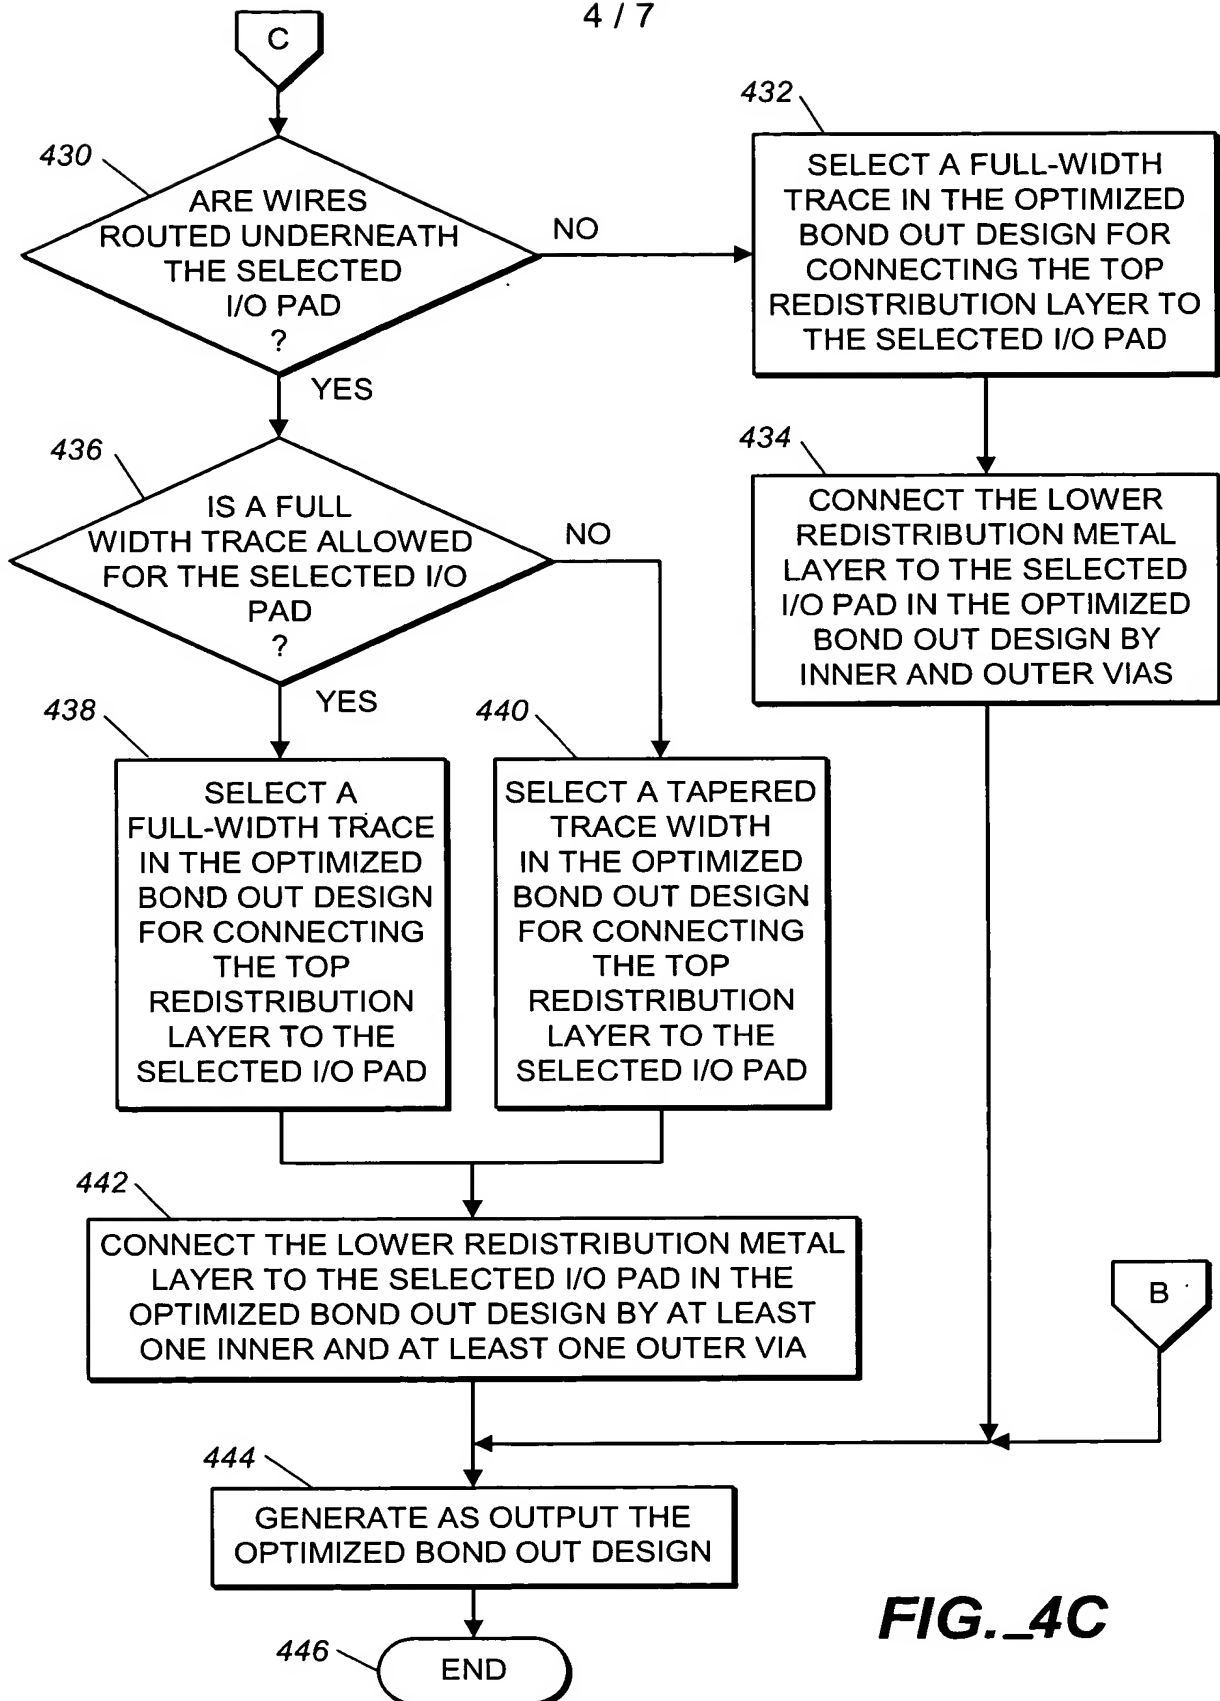 4 / 7
C
430
ARE WIRES
ROUTED UNDERNEATH
THE SELECTED
I/O PAD
?
NO
YES
432
SELECT A FULL-WIDTH
TRACE IN THE OPTIMIZED
BOND OUT DESIGN FOR
CONNECTING THE TOP
REDISTRIBUTION LAYER TO
THE SELECTED I/O PAD
434
CONNECT THE LOWER
REDISTRIBUTION METAL
LAYER TO THE SELECTED
I/O PAD IN THE OPTIMIZED
BOND OUT DESIGN BY
INNER AND OUTER VIAS
436
IS A FULL
WIDTH TRACE ALLOWED
FOR THE SELECTED I/O
PAD
?
NO
YES
438
SELECT A
FULL-WIDTH TRACE
IN THE OPTIMIZED
BOND OUT DESIGN
FOR CONNECTING
THE TOP
REDISTRIBUTION
LAYER TO THE
SELECTED I/O PAD
440
SELECT A TAPERED
TRACE WIDTH
IN THE OPTIMIZED
BOND OUT DESIGN
FOR CONNECTING
THE TOP
REDISTRIBUTION
LAYER TO THE
SELECTED I/O PAD
442
CONNECT THE LOWER REDISTRIBUTION METAL
LAYER TO THE SELECTED I/O PAD IN THE
OPTIMIZED BOND OUT DESIGN BY AT LEAST
ONE INNER AND AT LEAST ONE OUTER VIA
B
444
GENERATE AS OUTPUT THE
OPTIMIZED BOND OUT DESIGN
446
END
FIG._4C